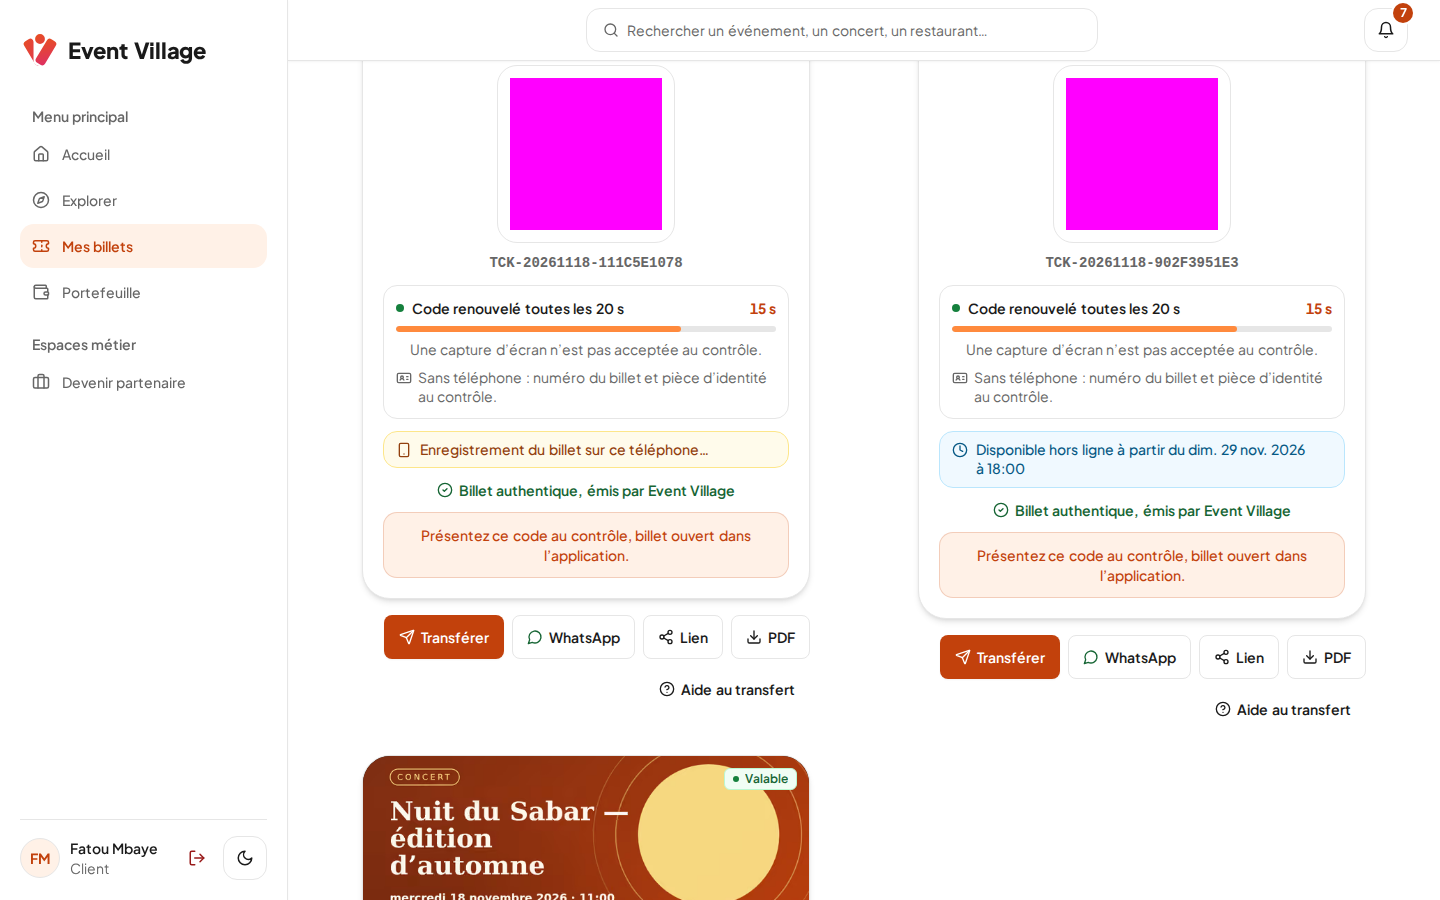 Event Village
Rechercher un événement, un concert, un restaurant…
7
Menu principal
Accueil
Explorer
Mes billets
Portefeuille
Espaces métier
Devenir partenaire
FM
Fatou Mbaye
Client
TCK-20261118-111C5E1078
Code renouvelé toutes les 20 s
15 s
Une capture d’écran n’est pas acceptée au contrôle.
Sans téléphone : numéro du billet et pièce d’identité
au contrôle.
Enregistrement du billet sur ce téléphone…
Billet authentique, émis par Event Village
Présentez ce code au contrôle, billet ouvert dans
l’application.
Transférer
WhatsApp
Lien
PDF
Aide au transfert
TCK-20261118-902F3951E3
Code renouvelé toutes les 20 s
15 s
Une capture d’écran n’est pas acceptée au contrôle.
Sans téléphone : numéro du billet et pièce d’identité
au contrôle.
Disponible hors ligne à partir du dim. 29 nov. 2026
à 18:00
Billet authentique, émis par Event Village
Présentez ce code au contrôle, billet ouvert dans
l’application.
Transférer
WhatsApp
Lien
PDF
Aide au transfert
CONCERT
Valable
Nuit du Sabar —
édition
d’automne
mercredi 18 novembre 2026 · 11:00